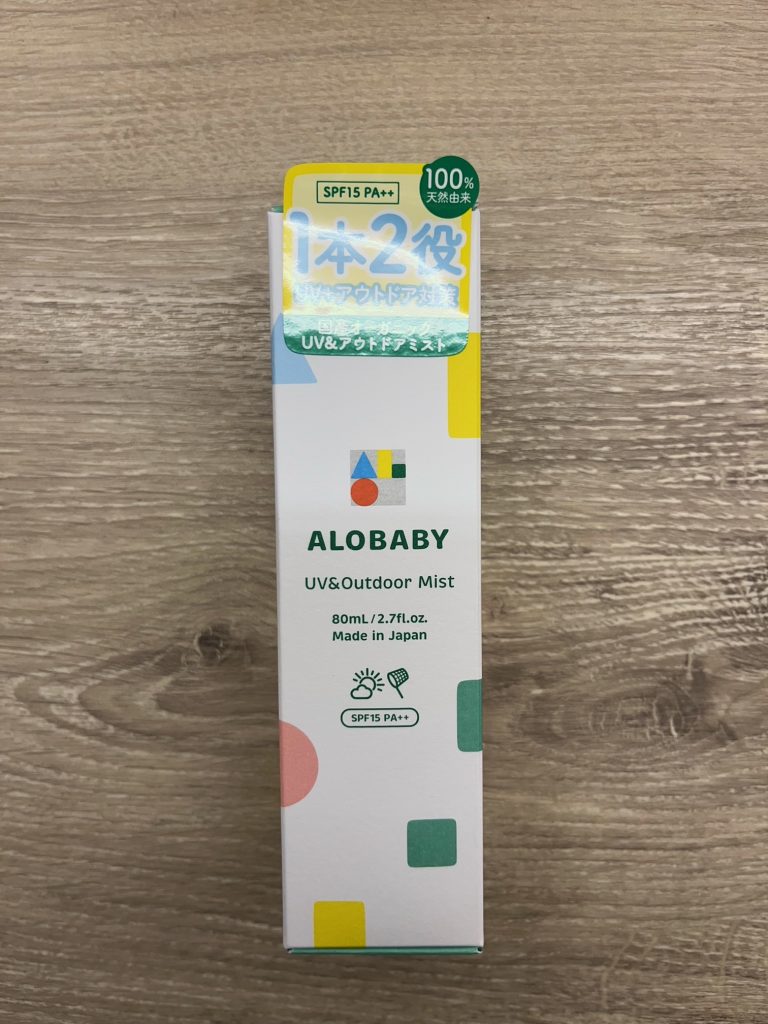 SPF15 PA++
100%
天然由来
1本2役
UV+アウトドア対策
国産オーガニック
UV&アウトドアミスト
ALOBABY
UV&Outdoor Mist
80mL/2.7fl.oz.
Made in Japan
SPF15 PA++